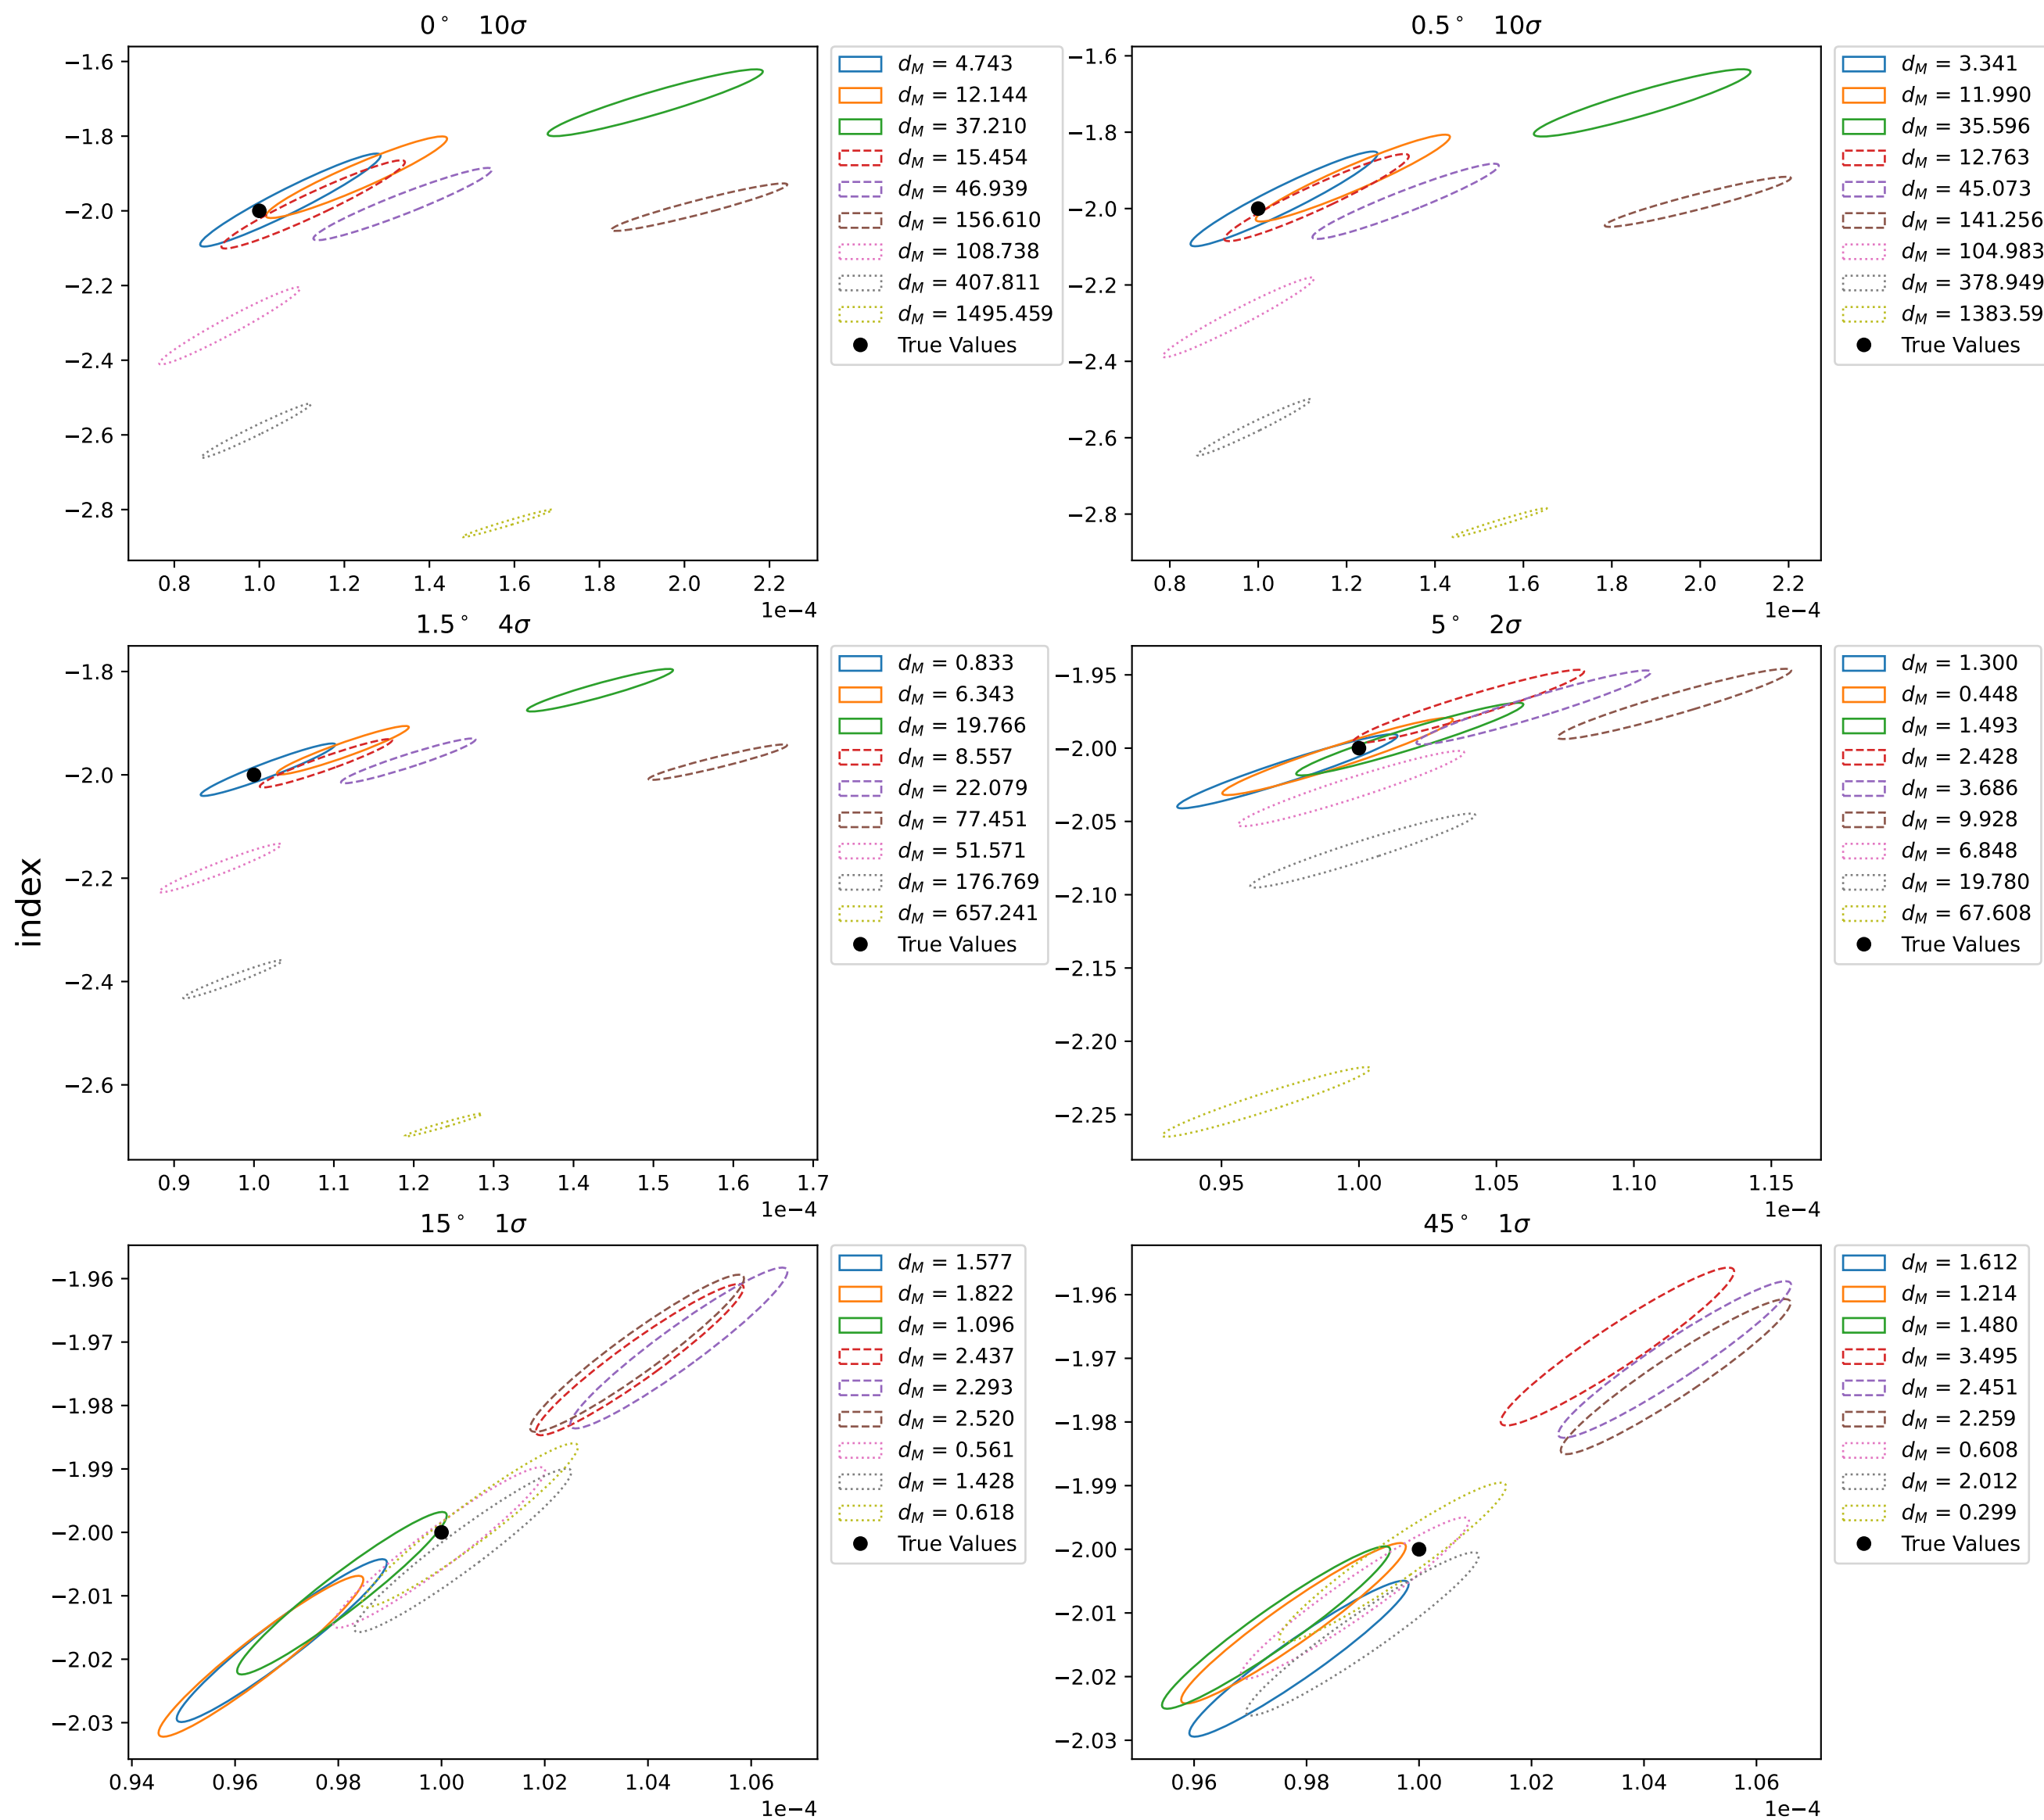 0° 10σ
−1.6
−1.8
−2.0
−2.2
−2.4
−2.6
−2.8
0.8 1.0 1.2 1.4 1.6 1.8 2.0 2.2
1e−4
d_M = 4.743
d_M = 12.144
d_M = 37.210
d_M = 15.454
d_M = 46.939
d_M = 156.610
d_M = 108.738
d_M = 407.811
d_M = 1495.459
True Values
0.5° 10σ
−1.6
−1.8
−2.0
−2.2
−2.4
−2.6
−2.8
0.8 1.0 1.2 1.4 1.6 1.8 2.0 2.2
1e−4
d_M = 3.341
d_M = 11.990
d_M = 35.596
d_M = 12.763
d_M = 45.073
d_M = 141.256
d_M = 104.983
d_M = 378.949
d_M = 1383.59
True Values
index
1.5° 4σ
−1.8
−2.0
−2.2
−2.4
−2.6
0.9 1.0 1.1 1.2 1.3 1.4 1.5 1.6 1.7
1e−4
d_M = 0.833
d_M = 6.343
d_M = 19.766
d_M = 8.557
d_M = 22.079
d_M = 77.451
d_M = 51.571
d_M = 176.769
d_M = 657.241
True Values
5° 2σ
−1.95
−2.00
−2.05
−2.10
−2.15
−2.20
−2.25
0.95 1.00 1.05 1.10 1.15
1e−4
d_M = 1.300
d_M = 0.448
d_M = 1.493
d_M = 2.428
d_M = 3.686
d_M = 9.928
d_M = 6.848
d_M = 19.780
d_M = 67.608
True Values
15° 1σ
−1.96
−1.97
−1.98
−1.99
−2.00
−2.01
−2.02
−2.03
0.94 0.96 0.98 1.00 1.02 1.04 1.06
1e−4
d_M = 1.577
d_M = 1.822
d_M = 1.096
d_M = 2.437
d_M = 2.293
d_M = 2.520
d_M = 0.561
d_M = 1.428
d_M = 0.618
True Values
45° 1σ
−1.96
−1.97
−1.98
−1.99
−2.00
−2.01
−2.02
−2.03
0.96 0.98 1.00 1.02 1.04 1.06
1e−4
d_M = 1.612
d_M = 1.214
d_M = 1.480
d_M = 3.495
d_M = 2.451
d_M = 2.259
d_M = 0.608
d_M = 2.012
d_M = 0.299
True Values